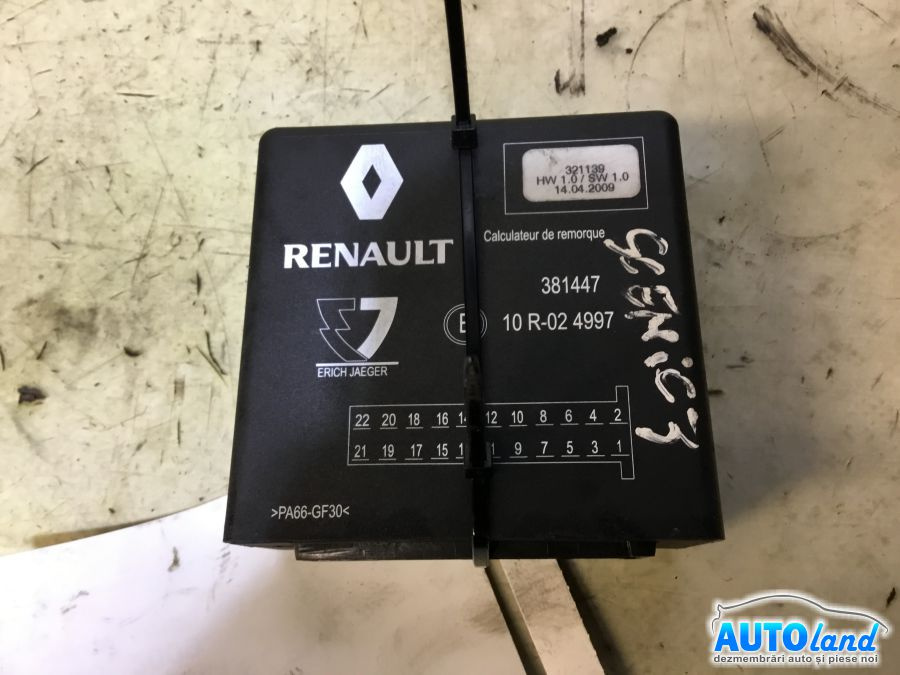 321139
HW 1.0 / SW 1.0
14.04.2009
RENAULT
Calculateur de remorque
381447
10 R-02 4997
ERICH JAEGER
22 20 18 16 14 12 10 8 6 4 2
21 19 17 15 9 7 5 3 1
>PA66-GF30<
SCENIC 3
AUTOland
dezmembrări auto și piese noi